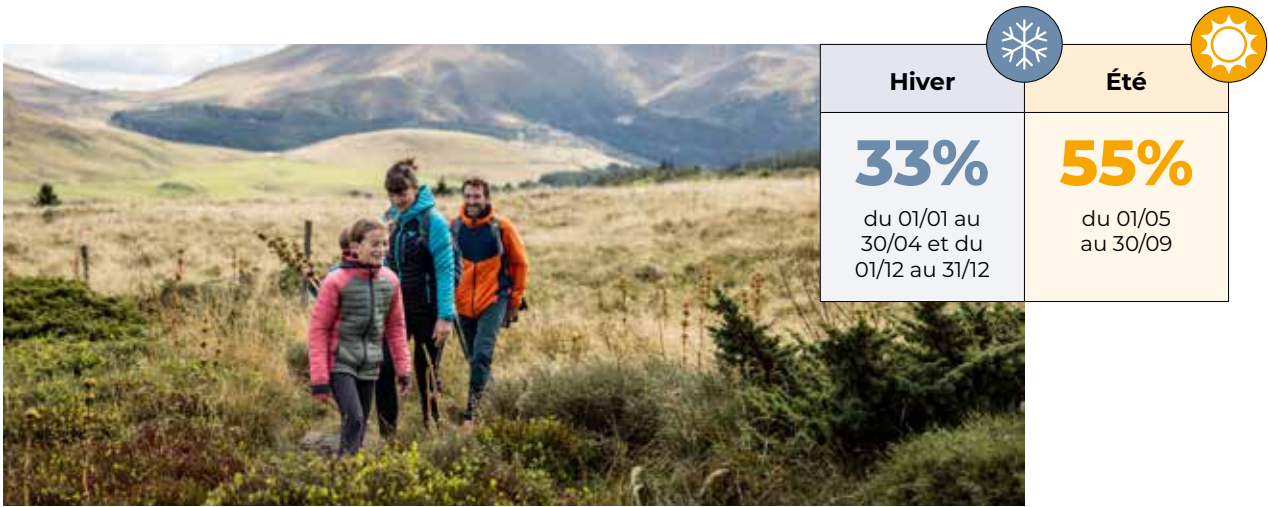 Hiver
Été
33%
du 01/01 au
30/04 et du
01/12 au 31/12
55%
du 01/05
au 30/09